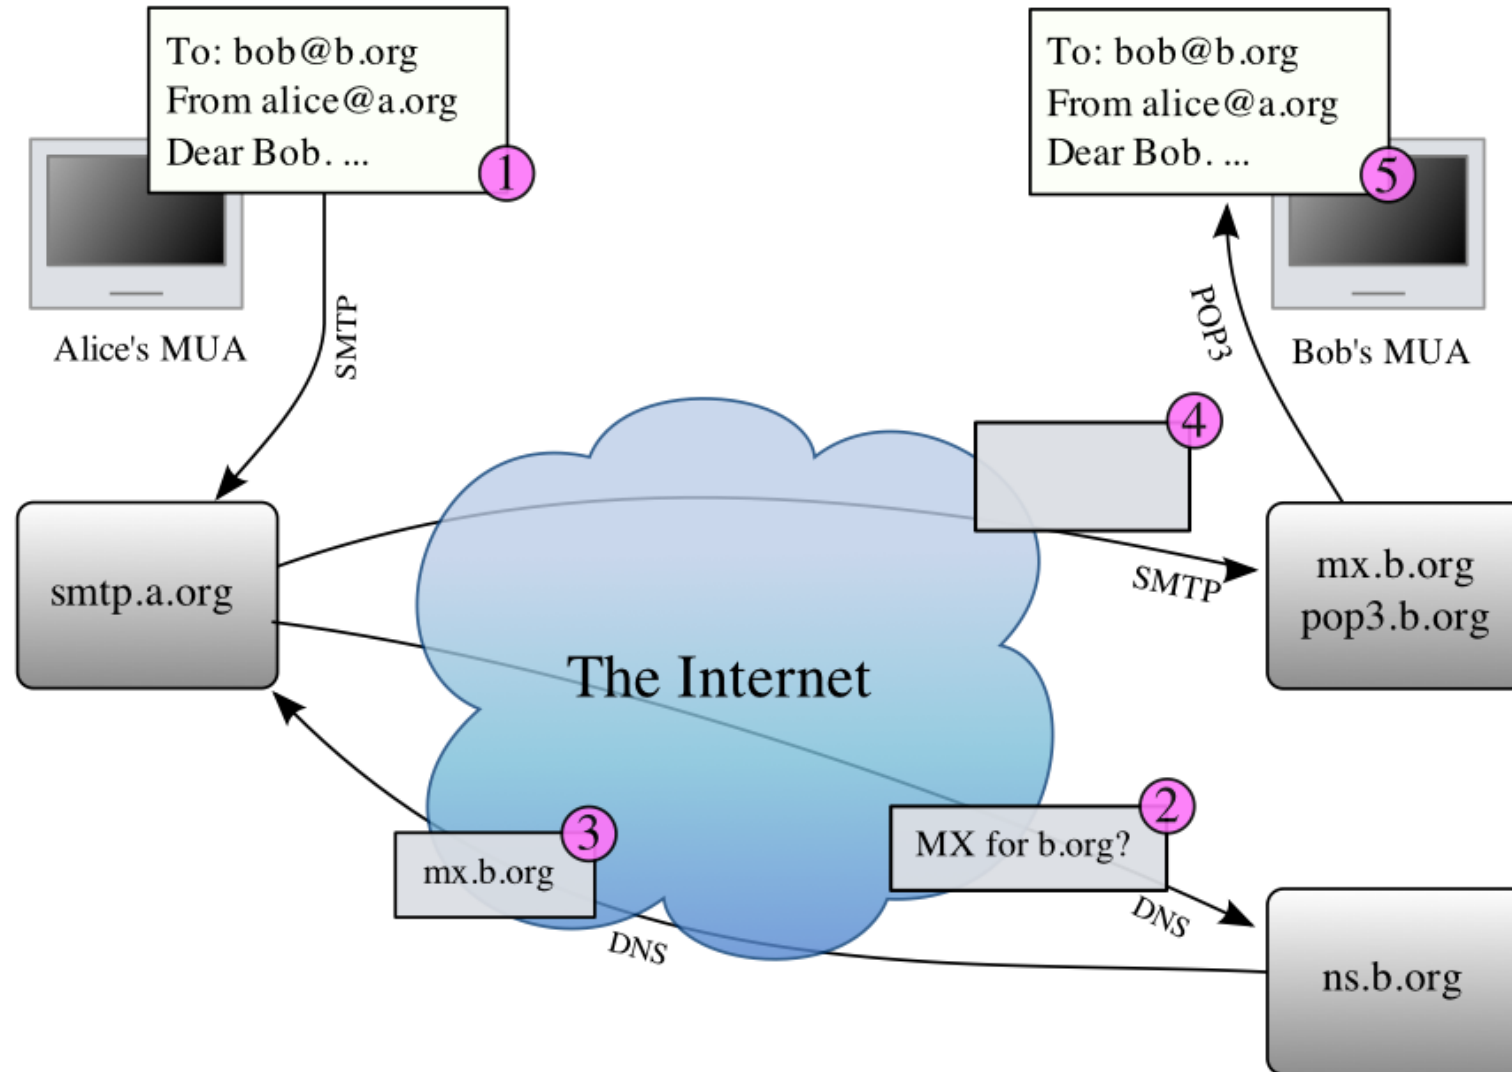 To: bob@b.org
From alice@a.org
Dear Bob. ...
1
Alice's MUA
SMTP
To: bob@b.org
From alice@a.org
Dear Bob. ...
5
Bob's MUA
POP3
4
SMTP
smtp.a.org
mx.b.org
pop3.b.org
The Internet
3
mx.b.org
DNS
2
MX for b.org?
DNS
ns.b.org